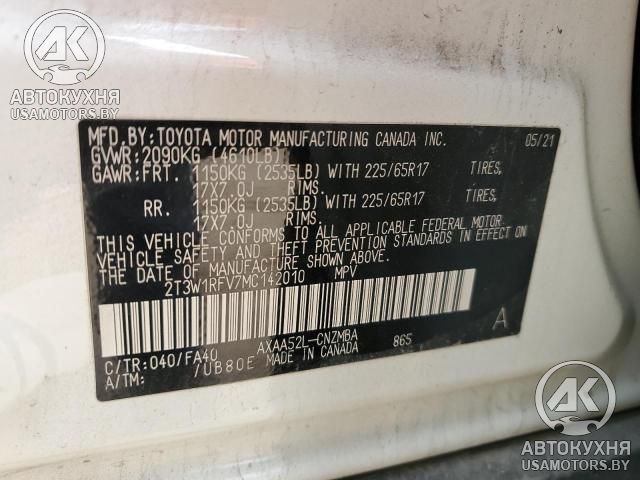 АК
АВТОКУХНЯ
USAMOTORS.BY
MFD.BY:TOYOTA MOTOR MANUFACTURING CANADA INC. 05/21
GVWR:2090KG (4610LB)
GAWR:FRT. 1150KG (2535LB) WITH 225/65R17 TIRES,
17X7.0J RIMS.
RR. 1150KG (2535LB) WITH 225/65R17 TIRES,
17X7.0J RIMS.
THIS VEHICLE CONFORMS TO ALL APPLICABLE FEDERAL MOTOR
VEHICLE SAFETY AND THEFT PREVENTION STANDARDS IN EFFECT ON
THE DATE OF MANUFACTURE SHOWN ABOVE.
2T3W1RFV7MC142010 MPV
C/TR:040/FA40 AXAA52L-CNZMBA 865 A
A/TM: /UB80E MADE IN CANADA
АК
АВТОКУХНЯ
USAMOTORS.BY